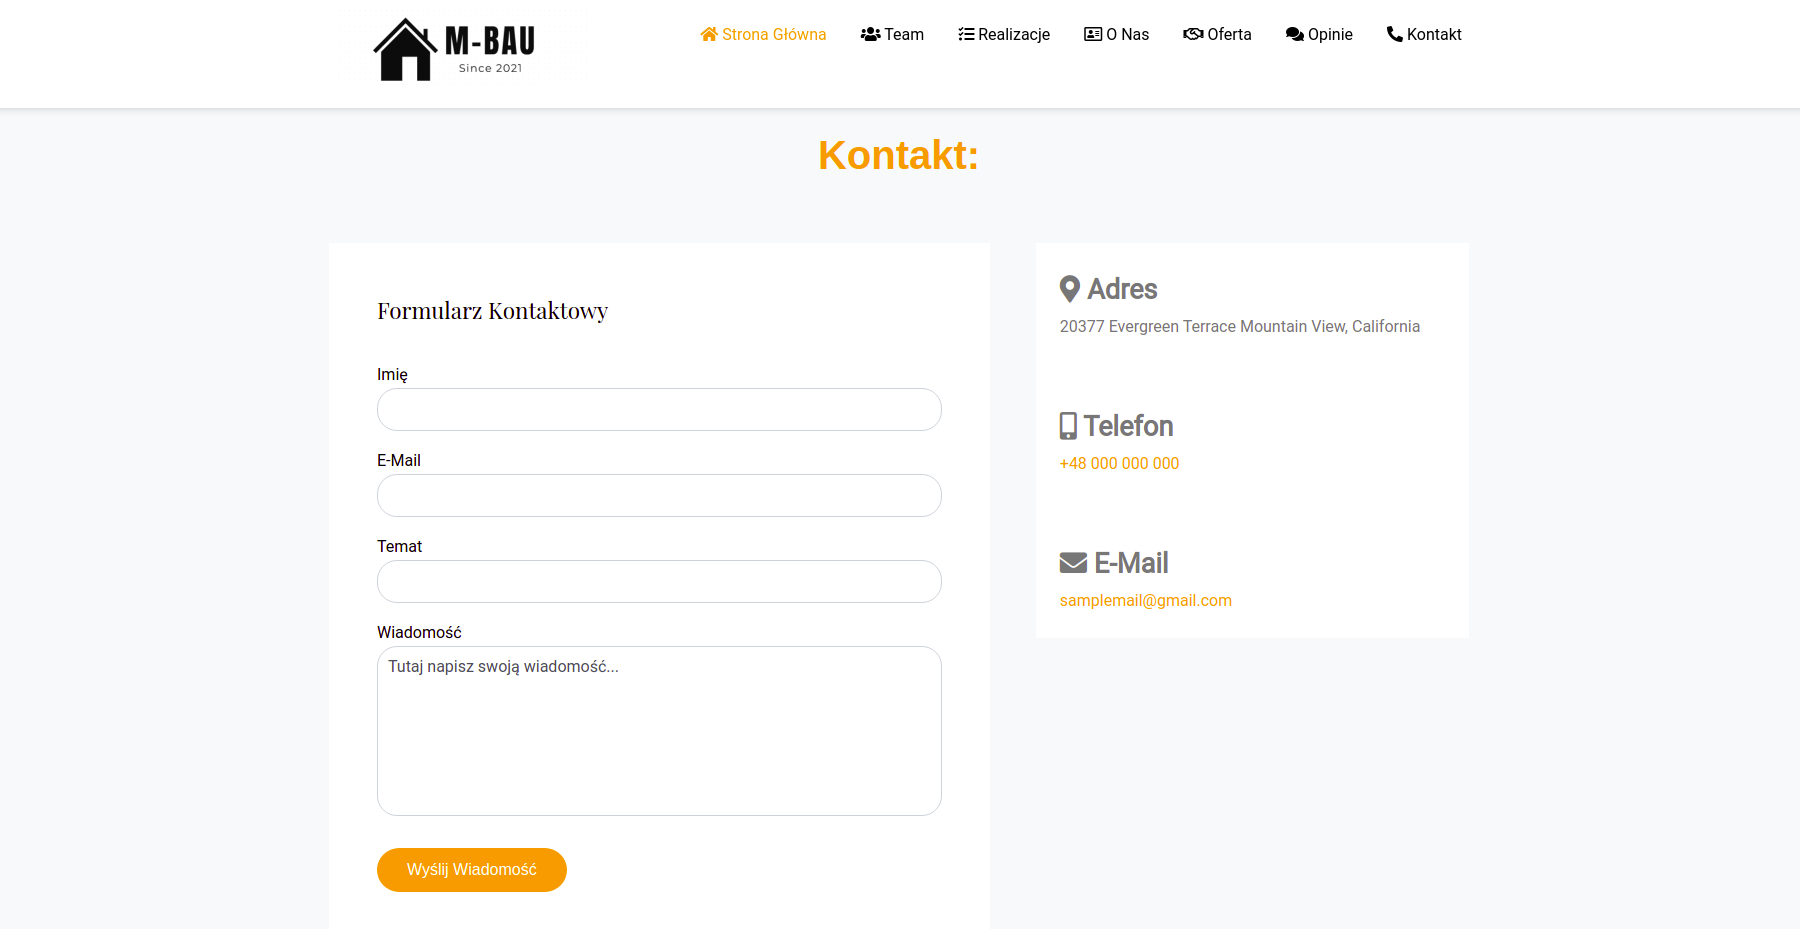 M-BAU
Since 2021
Strona Główna
Team
Realizacje
O Nas
Oferta
Opinie
Kontakt
Kontakt:
Formularz Kontaktowy
Imię
E-Mail
Temat
Wiadomość
Tutaj napisz swoją wiadomość...
Wyślij Wiadomość
Adres
20377 Evergreen Terrace Mountain View, California
Telefon
+48 000 000 000
E-Mail
samplemail@gmail.com